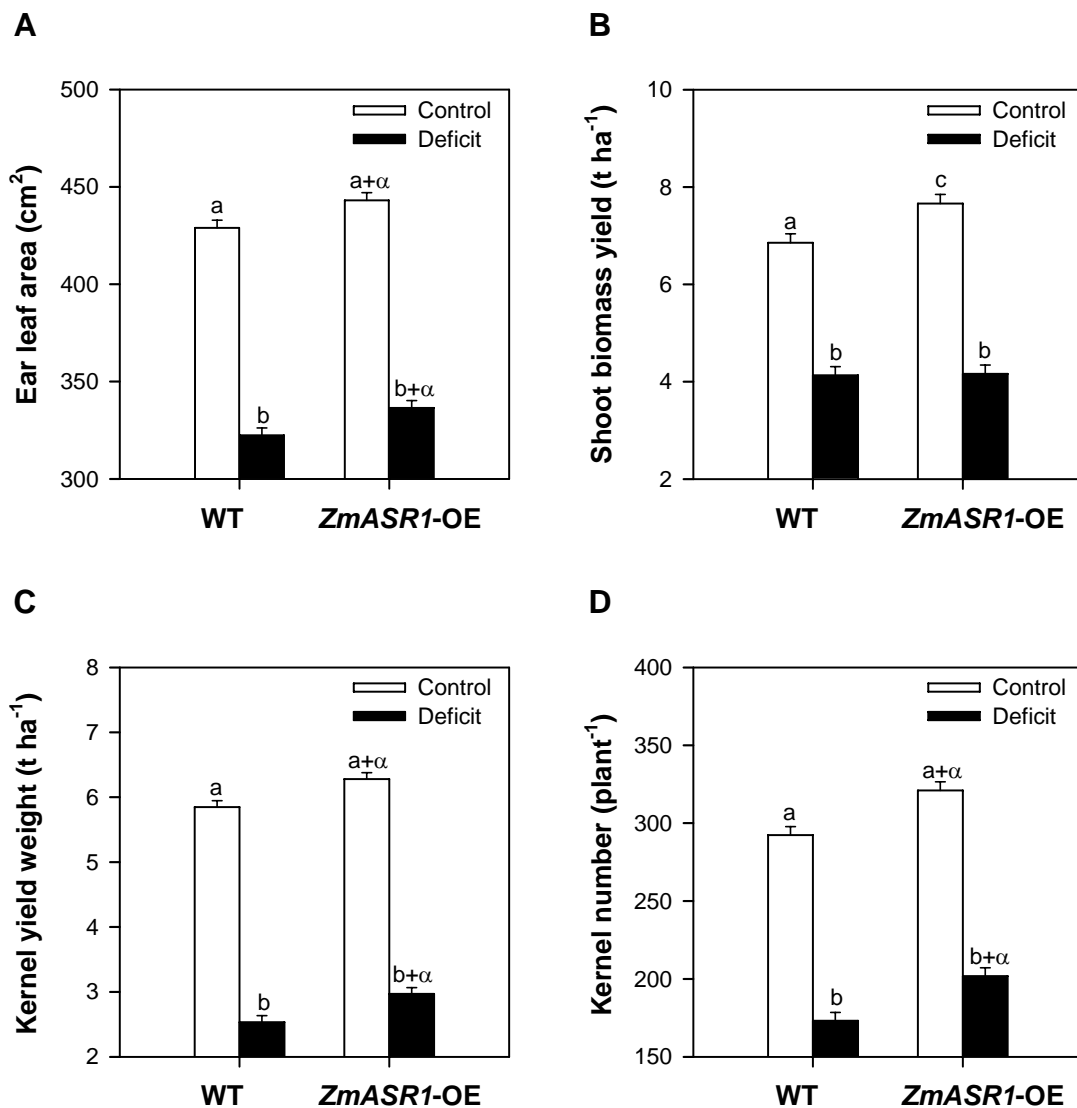 A
Ear leaf area (cm²)
500
450
400
350
300
Control
Deficit
a
b
a+α
b+α
WT
ZmASR1-OE
B
Shoot biomass yield (t ha⁻¹)
10
8
6
4
2
Control
Deficit
a
b
c
b
WT
ZmASR1-OE
C
Kernel yield weight (t ha⁻¹)
8
7
6
5
4
3
2
Control
Deficit
a
b
a+α
b+α
WT
ZmASR1-OE
D
Kernel number (plant⁻¹)
400
350
300
250
200
150
Control
Deficit
a
b
a+α
b+α
WT
ZmASR1-OE